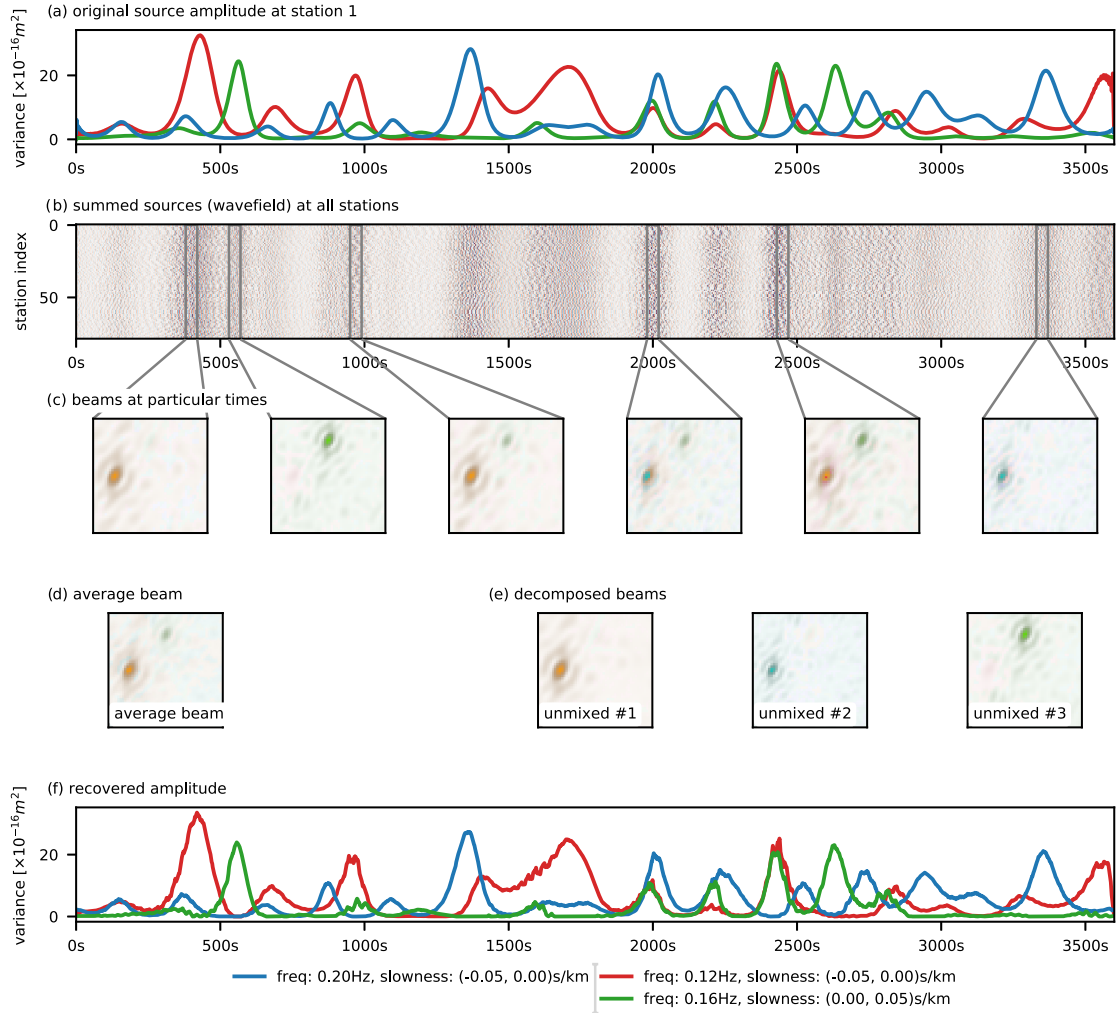 (a) original source amplitude at station 1
variance [×10⁻¹⁶m²]
20
0
0s 500s 1000s 1500s 2000s 2500s 3000s 3500s
(b) summed sources (wavefield) at all stations
station index
0
50
0s 500s 1000s 1500s 2000s 2500s 3000s 3500s
(c) beams at particular times
(d) average beam
(e) decomposed beams
average beam
unmixed #1
unmixed #2
unmixed #3
(f) recovered amplitude
variance [×10⁻¹⁶m²]
20
0
0s 500s 1000s 1500s 2000s 2500s 3000s 3500s
freq: 0.20Hz, slowness: (-0.05, 0.00)s/km
freq: 0.12Hz, slowness: (-0.05, 0.00)s/km
freq: 0.16Hz, slowness: (0.00, 0.05)s/km